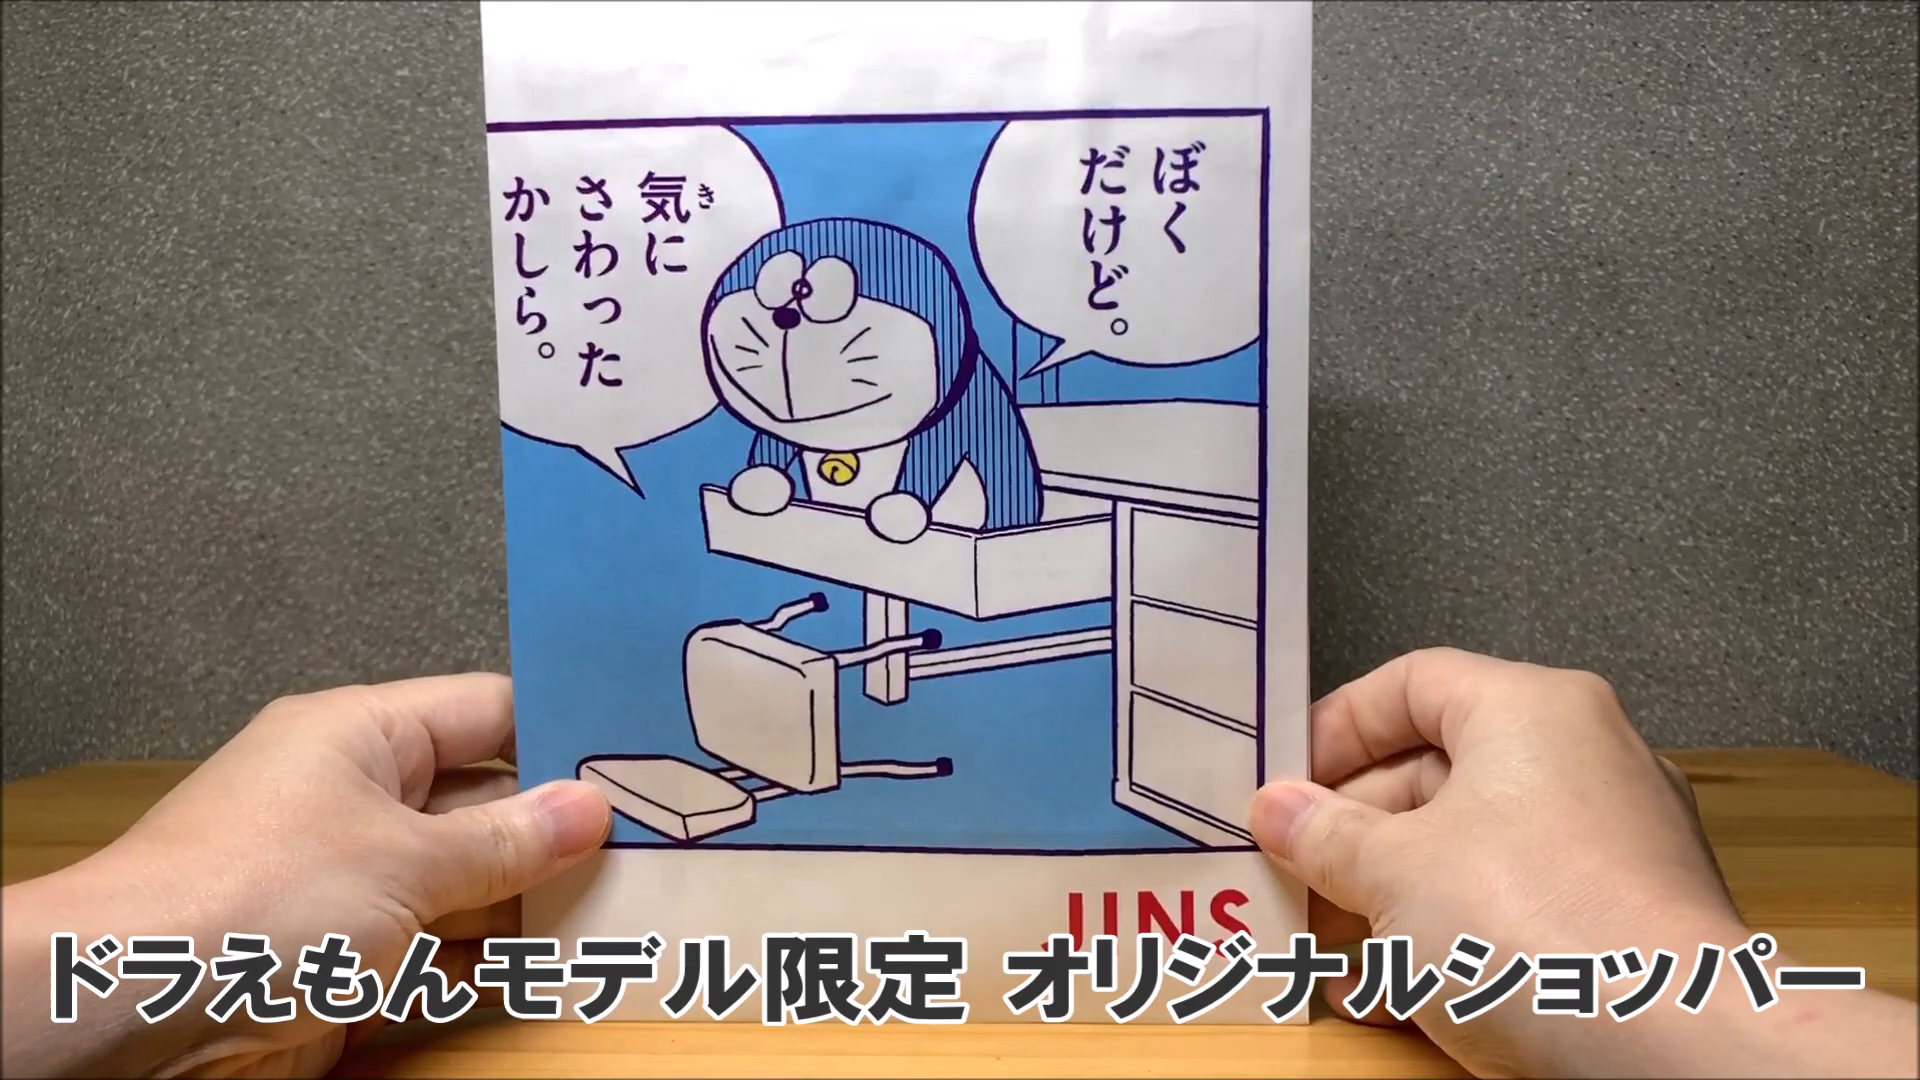 ぼく
だけど。
気に
き
さわった
かしら。
JINS
ドラえもんモデル限定 オリジナルショッパー